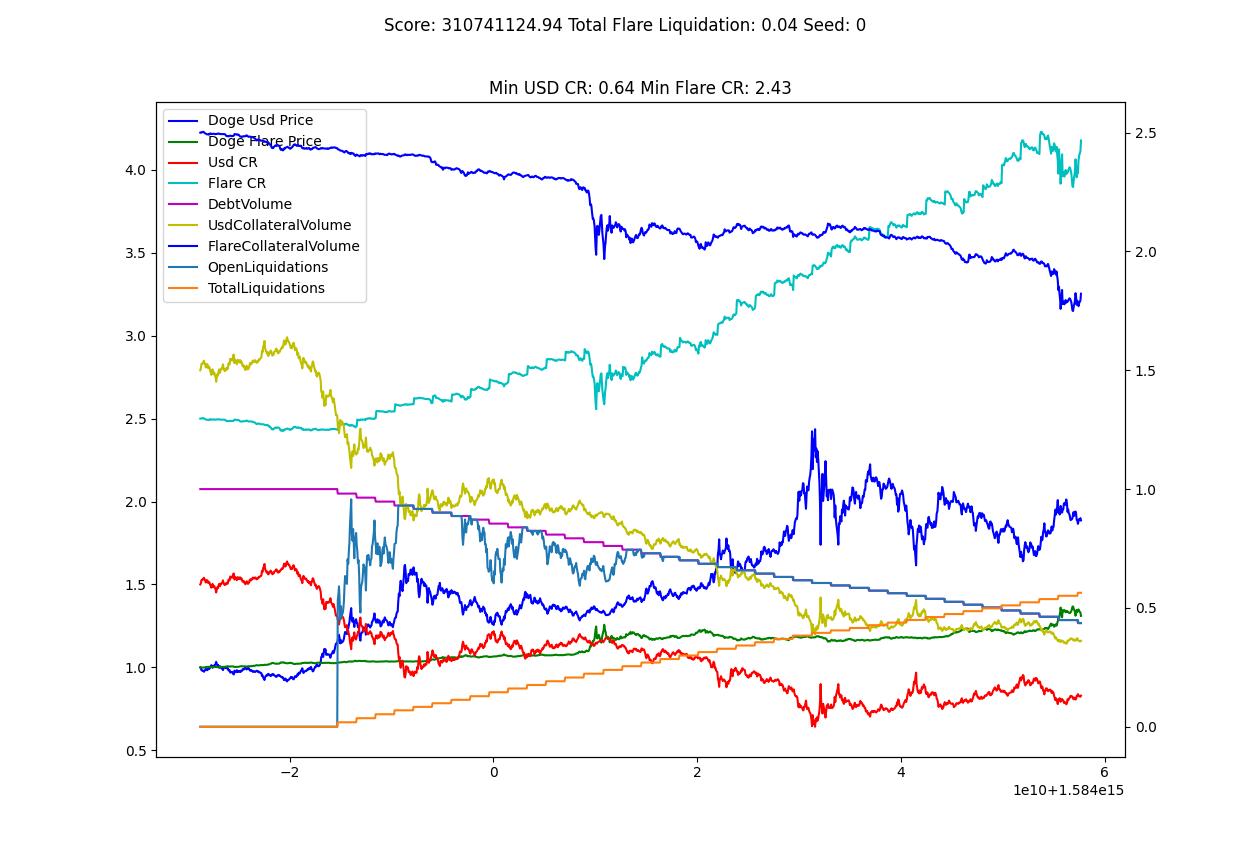 Score: 310741124.94 Total Flare Liquidation: 0.04 Seed: 0
Min USD CR: 0.64 Min Flare CR: 2.43
Doge Usd Price
Doge Flare Price
Usd CR
Flare CR
DebtVolume
UsdCollateralVolume
FlareCollateralVolume
OpenLiquidations
TotalLiquidations
4.0
3.5
3.0
2.5
2.0
1.5
1.0
0.5
2.5
2.0
1.5
1.0
0.5
0.0
−2 0 2 4 6
1e10+1.584e15